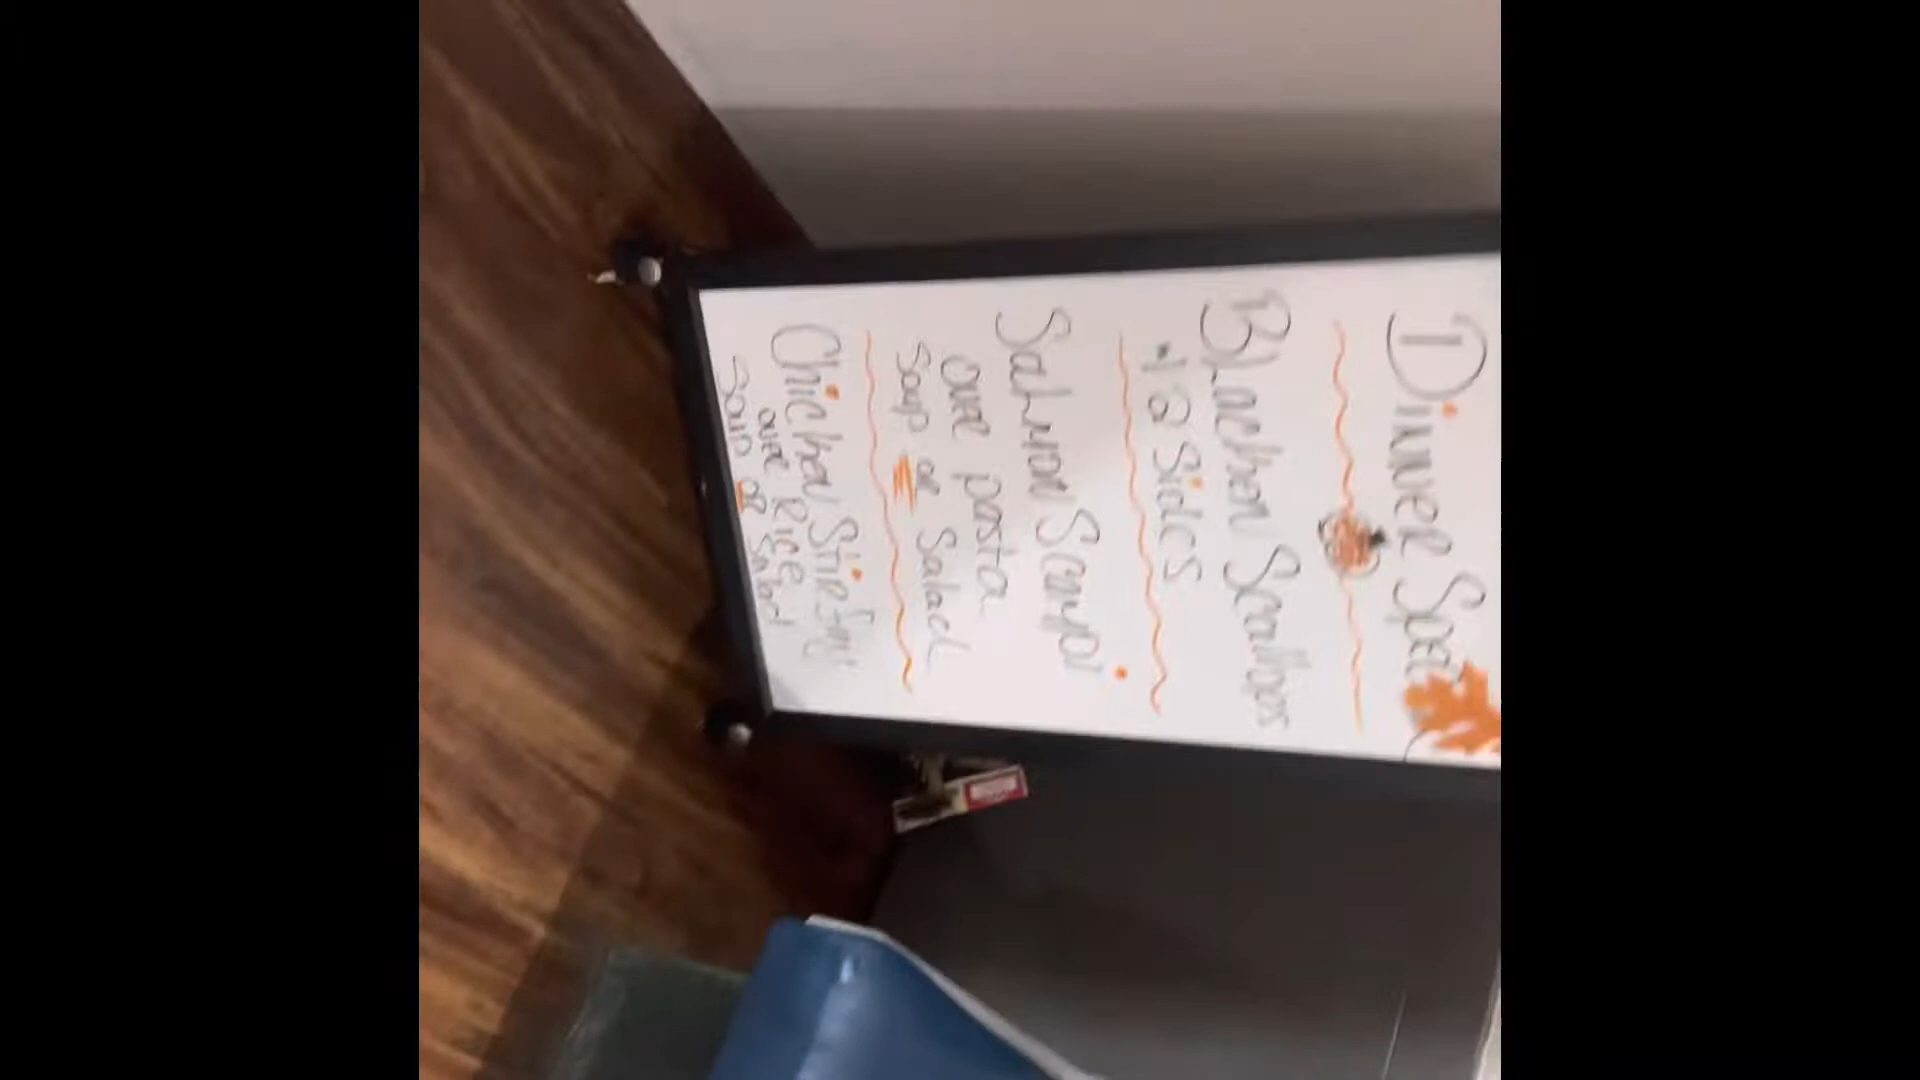 Dinner Spec
Blacken Scallops
+ 2 Sides
Salmon Scampi
over pasta
Soup or Salad
Chicken Stir-fry
over Rice
Soup or Salad